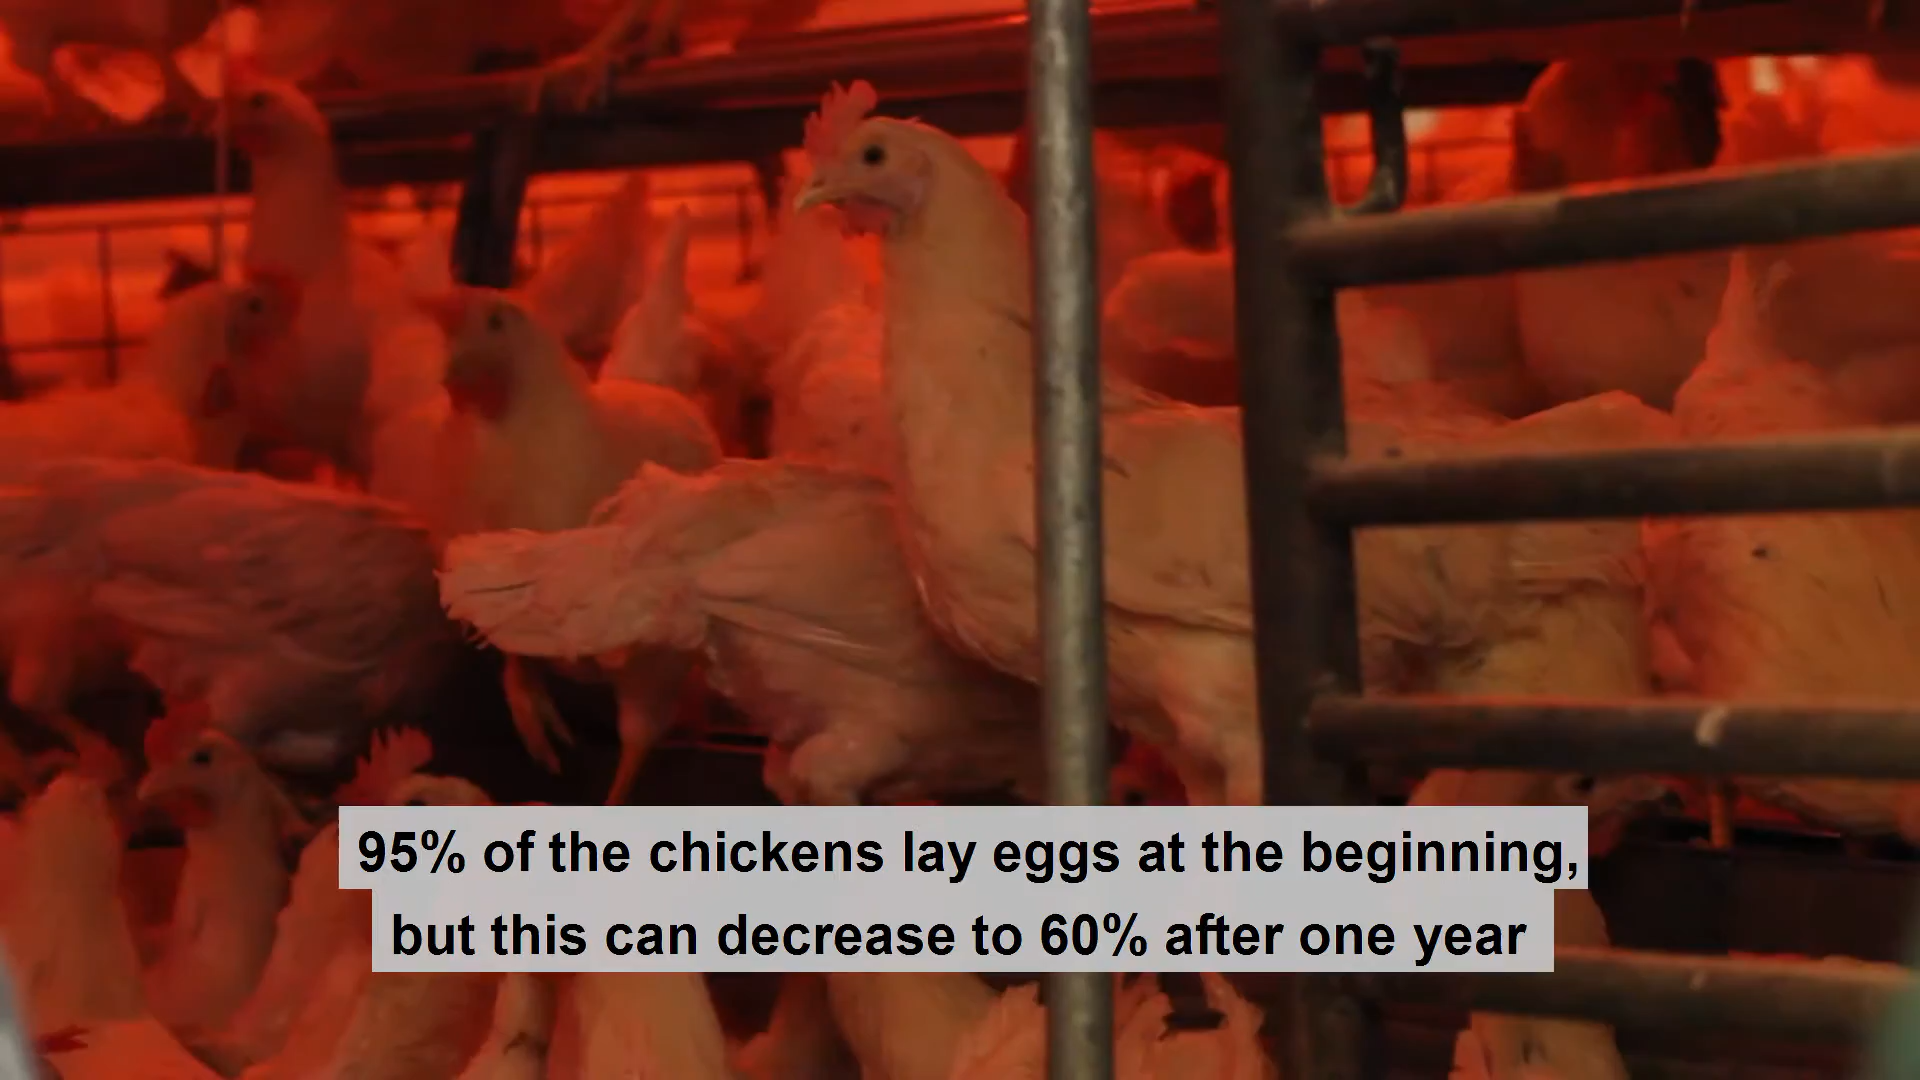 95% of the chickens lay eggs at the beginning,
but this can decrease to 60% after one year